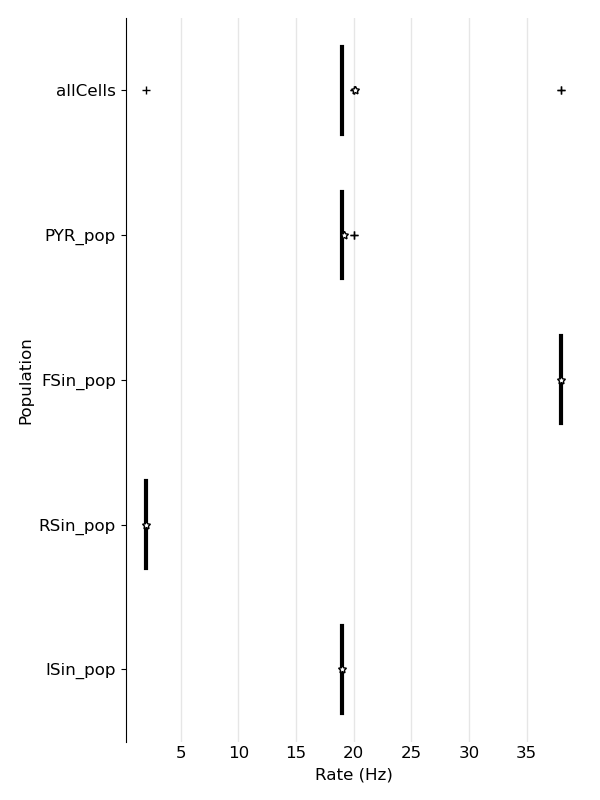 allCells
PYR_pop
FSin_pop
RSin_pop
ISin_pop
Population
5 10 15 20 25 30 35
Rate (Hz)